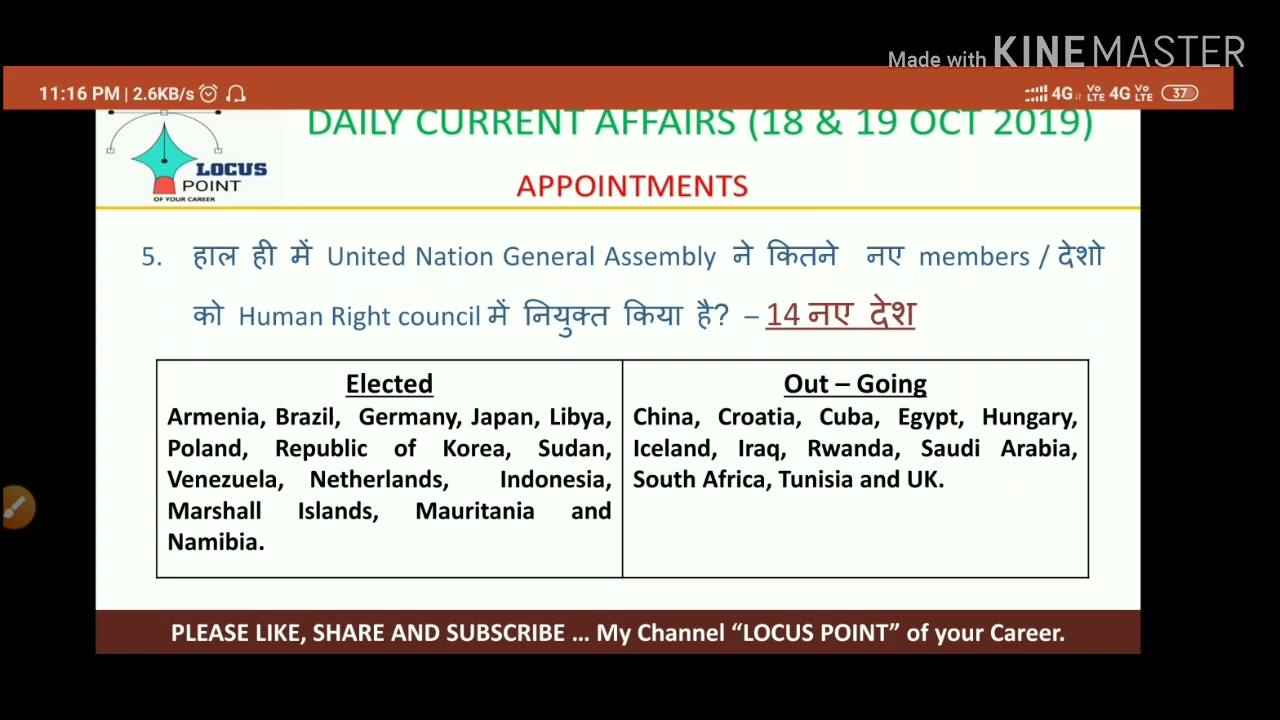 Made with KINEMASTER
11:16 PM | 2.6KB/s 4G Vo LTE 4G Vo LTE 37
DAILY CURRENT AFFAIRS (18 & 19 OCT 2019)
LOCUS
POINT
OF YOUR CAREER
APPOINTMENTS
5. हाल ही में United Nation General Assembly ने कितने नए members / देशो
को Human Right council में नियुक्त किया है? – 14 नए देश
Elected
Armenia, Brazil, Germany, Japan, Libya,
Poland, Republic of Korea, Sudan,
Venezuela, Netherlands, Indonesia,
Marshall Islands, Mauritania and
Namibia.
Out – Going
China, Croatia, Cuba, Egypt, Hungary,
Iceland, Iraq, Rwanda, Saudi Arabia,
South Africa, Tunisia and UK.
PLEASE LIKE, SHARE AND SUBSCRIBE ... My Channel “LOCUS POINT” of your Career.